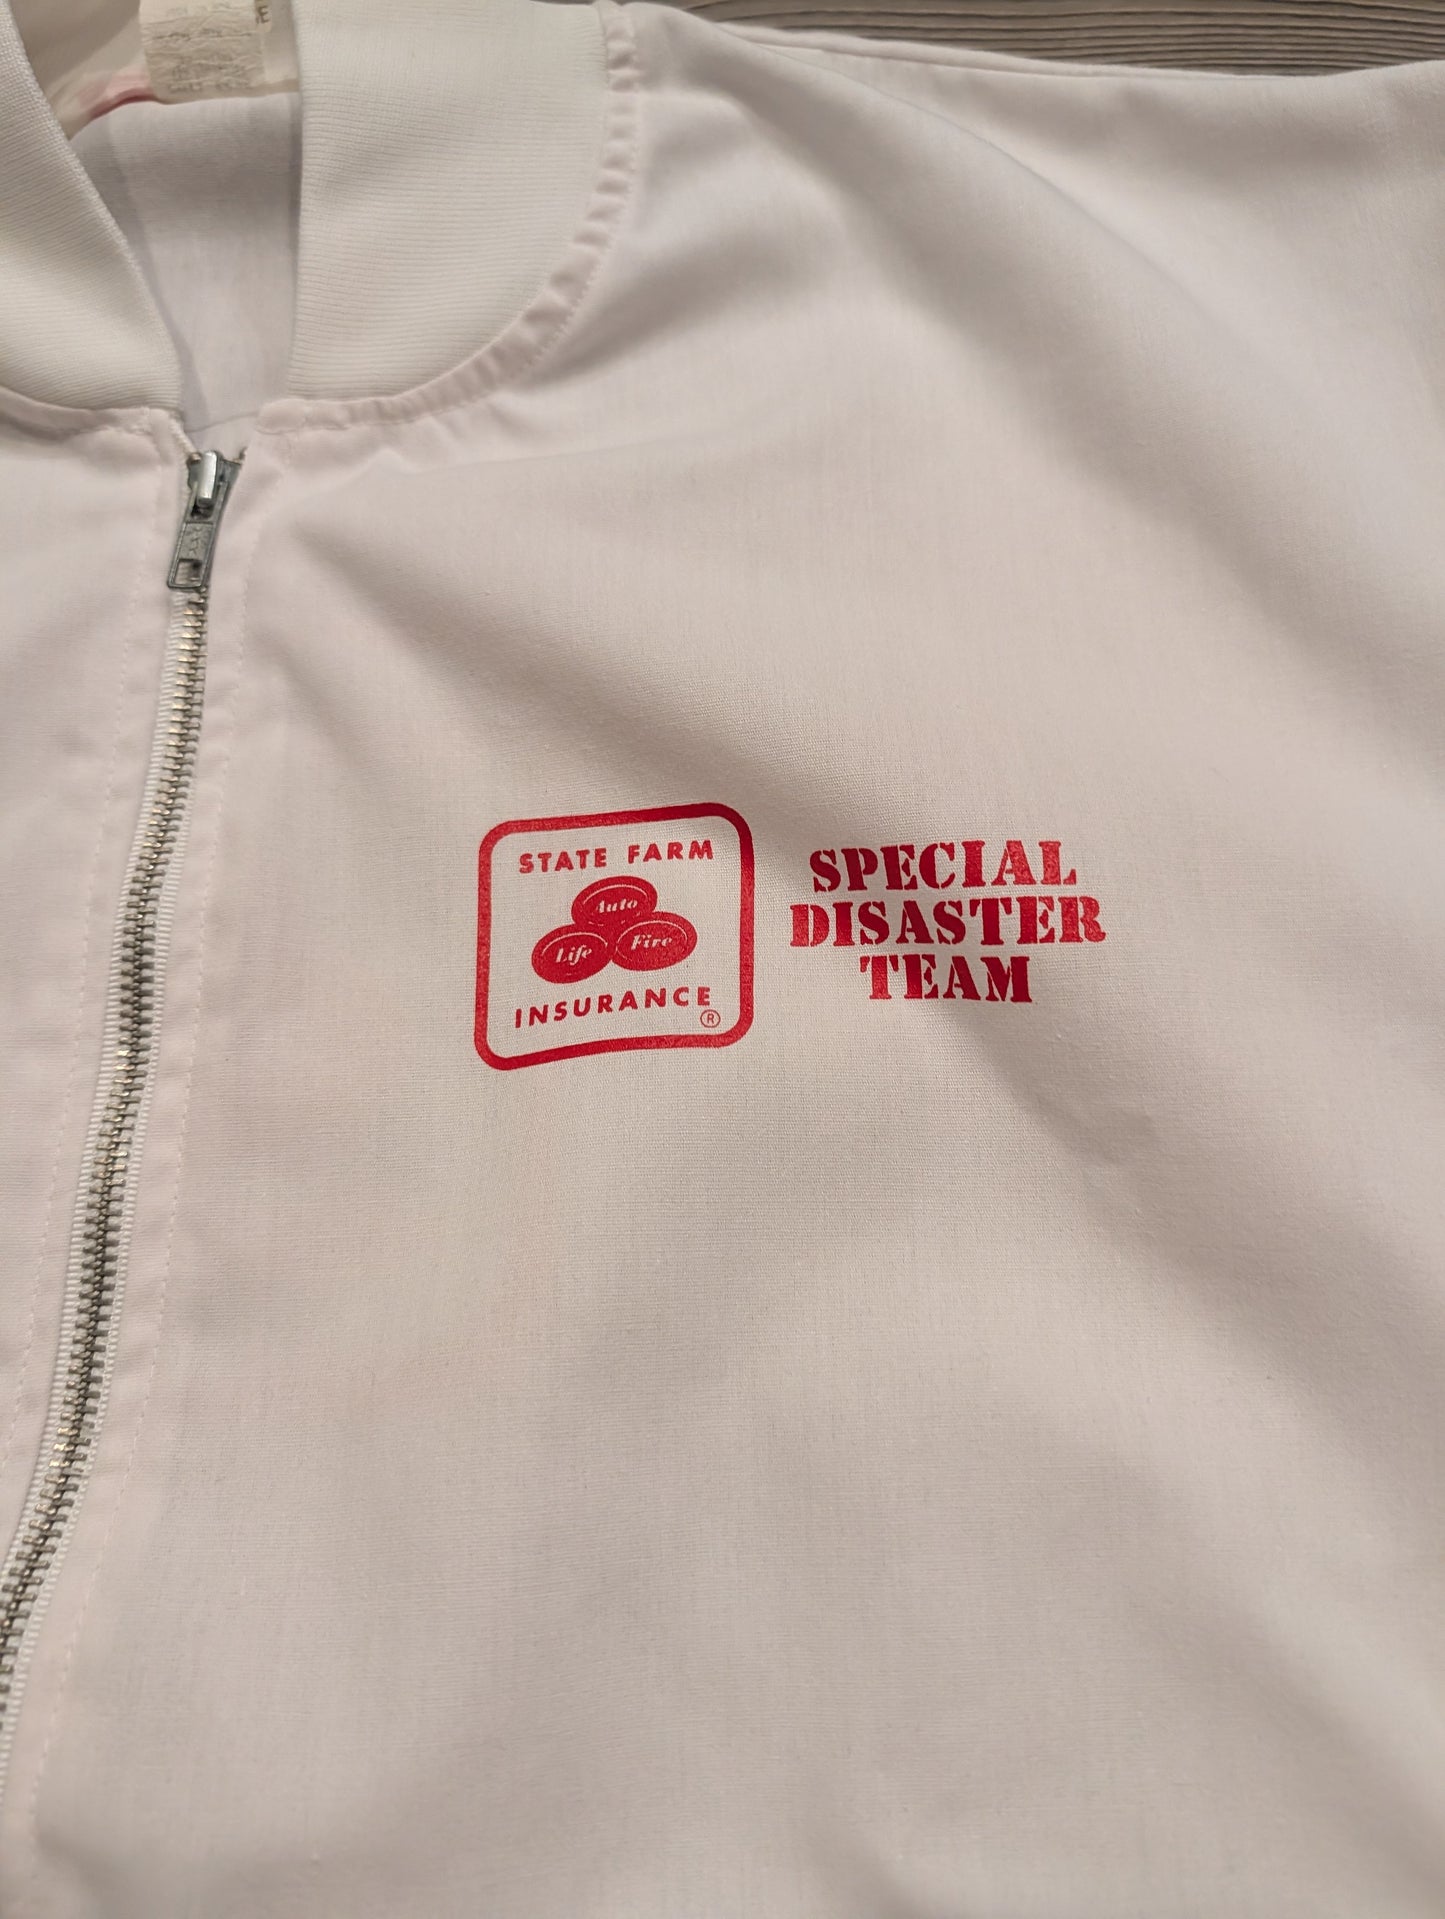 STATE FARM
Auto
Life Fire
INSURANCE
®
SPECIAL
DISASTER
TEAM